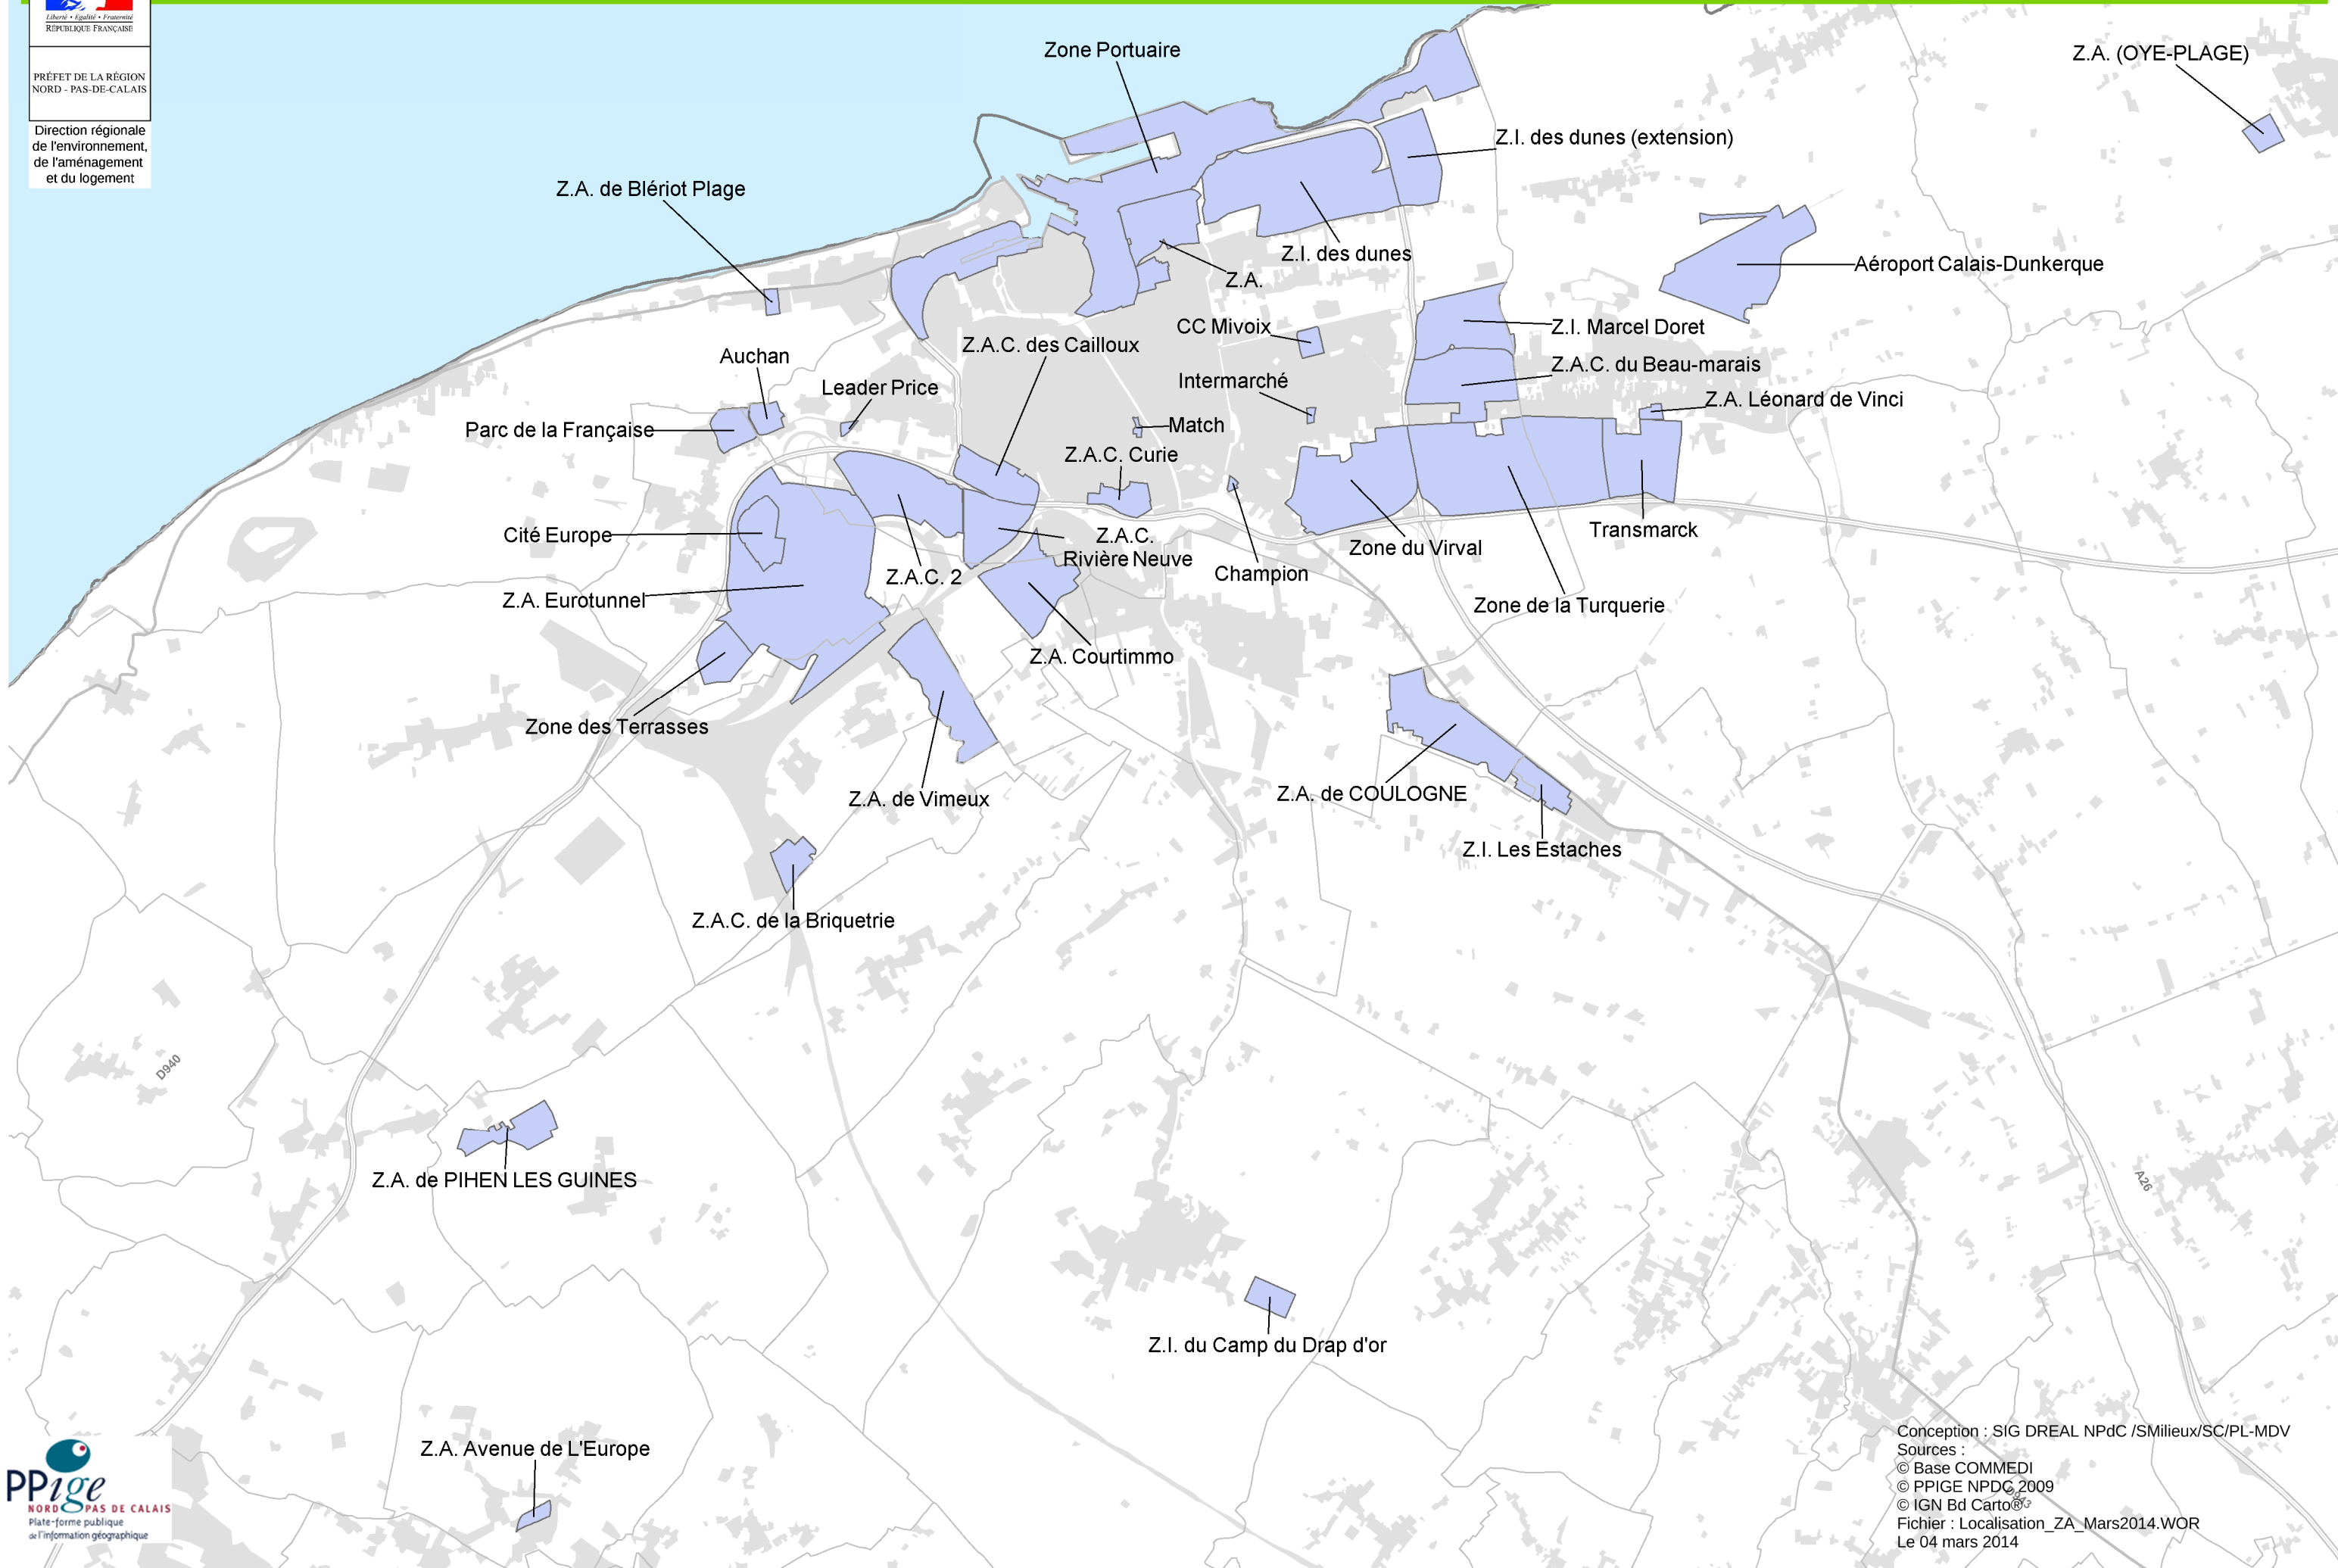 Liberté • Egalité • Fraternité
RÉPUBLIQUE FRANÇAISE
PRÉFET DE LA RÉGION
NORD - PAS-DE-CALAIS
Direction régionale
de l'environnement,
de l'aménagement
et du logement
Zone Portuaire
Z.A. (OYE-PLAGE)
Z.I. des dunes (extension)
Z.A. de Blériot Plage
Z.I. des dunes
Z.A.
Aéroport Calais-Dunkerque
CC Mivoix
Z.I. Marcel Doret
Z.A.C. des Cailloux
Auchan
Z.A.C. du Beau-marais
Leader Price
Intermarché
Z.A. Léonard de Vinci
Parc de la Française
Match
Z.A.C. Curie
Cité Europe
Z.A.C.
Rivière Neuve
Transmarck
Zone du Virval
Z.A.C. 2
Champion
Z.A. Eurotunnel
Zone de la Turquerie
Z.A. Courtimmo
Zone des Terrasses
Z.A. de Vimeux
Z.A. de COULOGNE
Z.I. Les Estaches
Z.A.C. de la Briquetrie
D940
Z.A. de PIHEN LES GUINES
A26
Z.I. du Camp du Drap d'or
Z.A. Avenue de L'Europe
PPige
NORD PAS DE CALAIS
Plate-forme publique
de l'information géographique
Conception : SIG DREAL NPdC /SMilieux/SC/PL-MDV
Sources :
© Base COMMEDI
© PPIGE NPDC 2009
© IGN Bd Carto®
Fichier : Localisation_ZA_Mars2014.WOR
Le 04 mars 2014